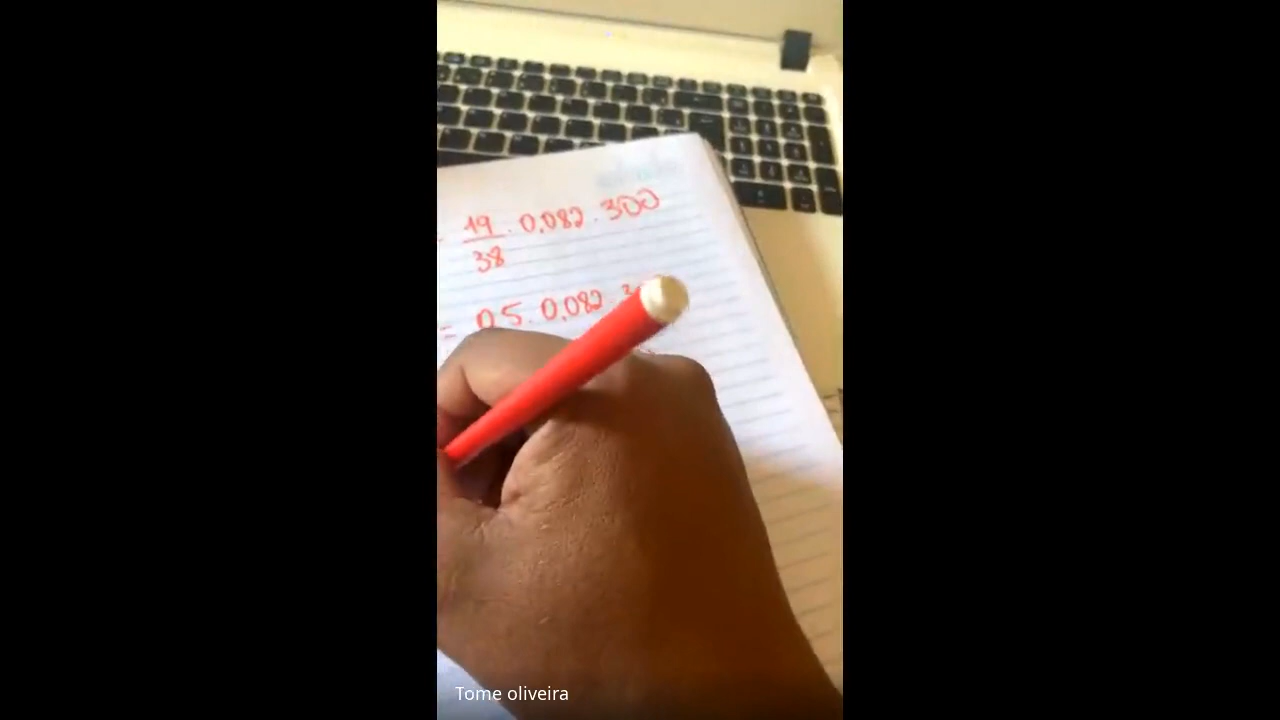 = 19 . 0,082 . 300
38
= 0,5 . 0,082 .
Tome oliveira